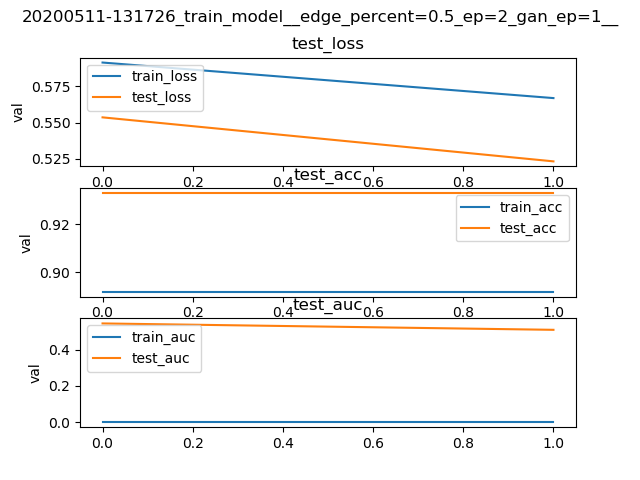 20200511-131726_train_model__edge_percent=0.5_ep=2_gan_ep=1__
test_loss
train_loss
test_loss
0.575
0.550
0.525
val
0.0 0.2 0.4 0.6 0.8 1.0
test_acc
train_acc
test_acc
0.92
0.90
val
0.0 0.2 0.4 0.6 0.8 1.0
test_auc
train_auc
test_auc
0.4
0.2
0.0
val
0.0 0.2 0.4 0.6 0.8 1.0